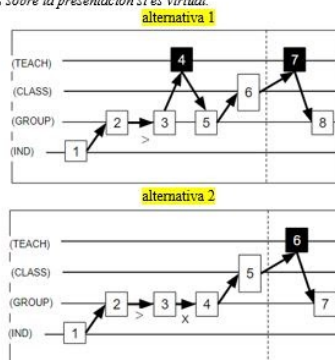 s sobre la presentación si es virtual.
alternativa 1
(TEACH)
4
7
(CLASS)
6
(GROUP)
2
3
5
8
>
(IND)
1
alternativa 2
(TEACH)
6
(CLASS)
5
(GROUP)
2
3
4
7
>
x
(IND)
1